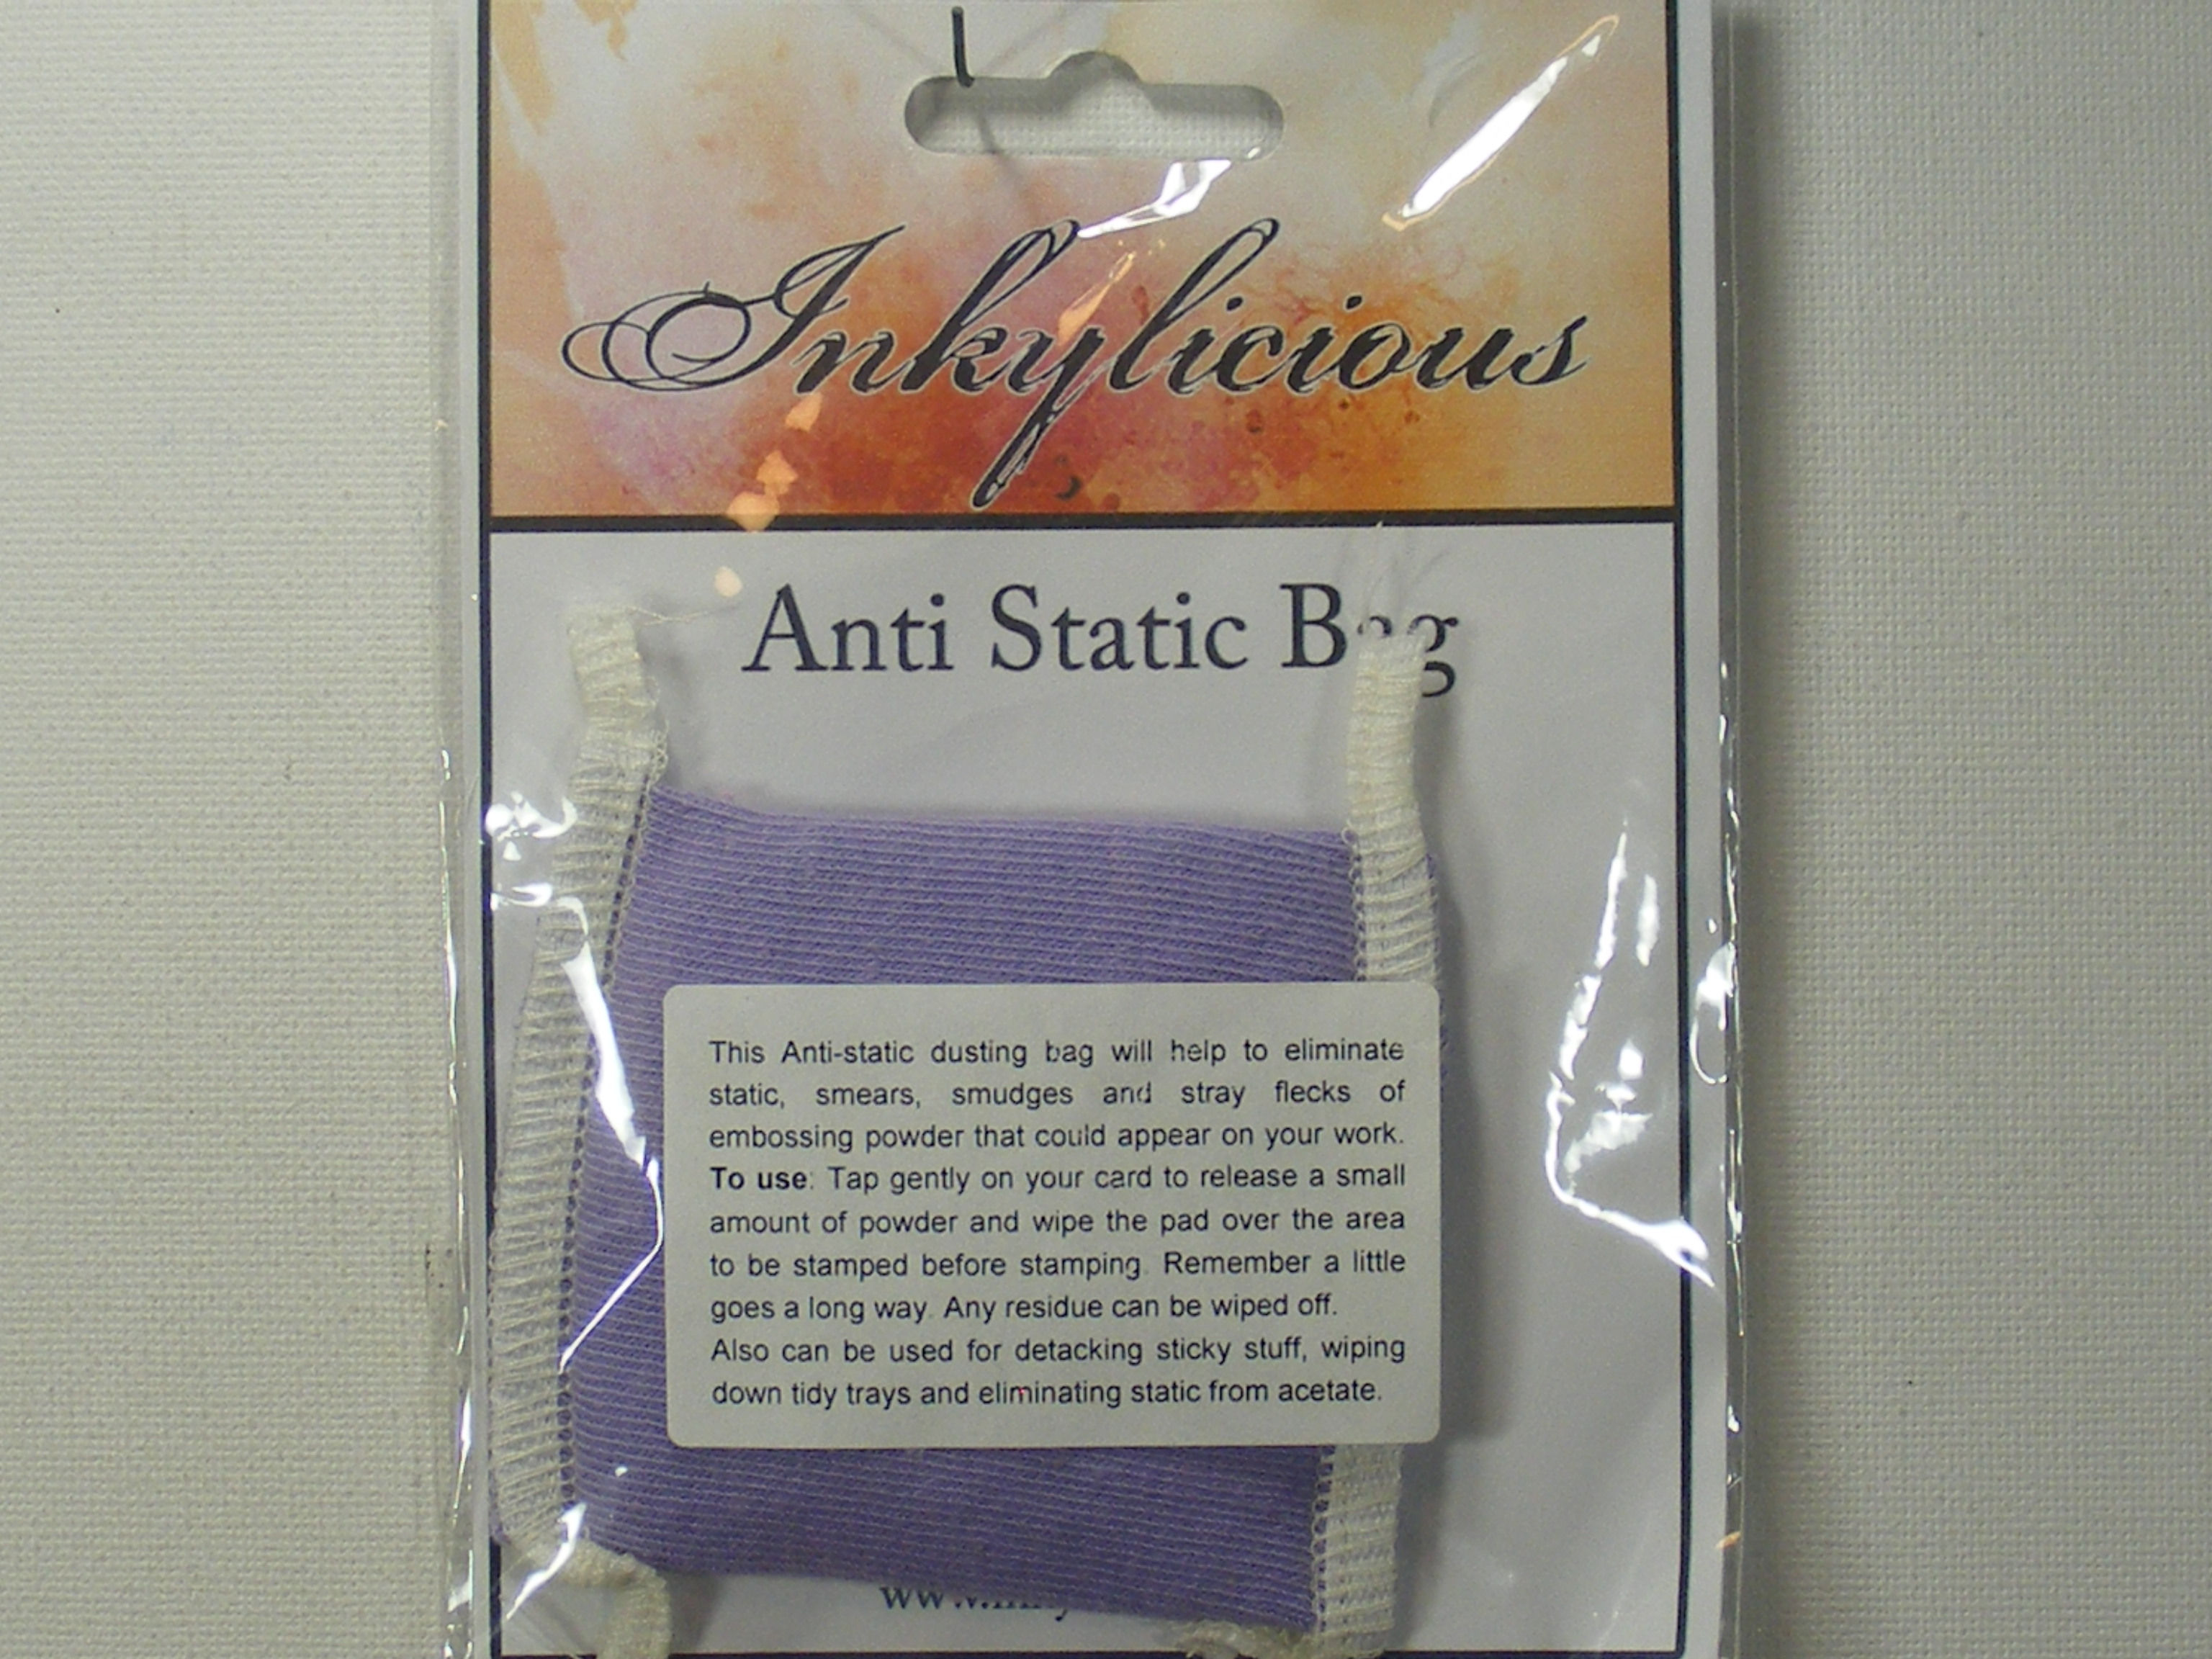 Inkylicious
Anti Static Bag
This Anti-static dusting bag will help to eliminate
static, smears, smudges and stray flecks of
embossing powder that could appear on your work.
To use: Tap gently on your card to release a small
amount of powder and wipe the pad over the area
to be stamped before stamping. Remember a little
goes a long way. Any residue can be wiped off.
Also can be used for detacking sticky stuff, wiping
down tidy trays and eliminating static from acetate.